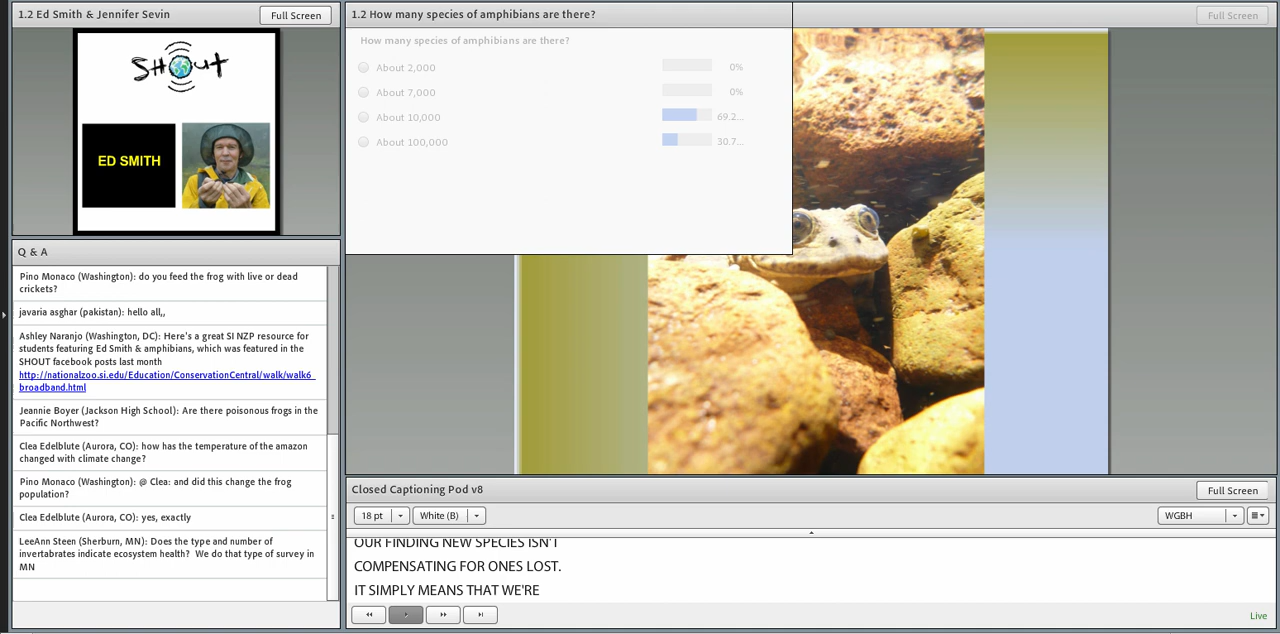 1.2 Ed Smith & Jennifer Sevin
Full Screen
SHOUT
ED SMITH
Q & A
Pino Monaco (Washington): do you feed the frog with live or dead
crickets?
javaria asghar (pakistan): hello all,,
Ashley Naranjo (Washington, DC): Here's a great SI NZP resource for
students featuring Ed Smith & amphibians, which was featured in the
SHOUT facebook posts last month
http://nationalzoo.si.edu/Education/ConservationCentral/walk/walk6_
broadband.html
Jeannie Boyer (Jackson High School): Are there poisonous frogs in the
Pacific Northwest?
Clea Edelblute (Aurora, CO): how has the temperature of the amazon
changed with climate change?
Pino Monaco (Washington): @ Clea: and did this change the frog
population?
Clea Edelblute (Aurora, CO): yes, exactly
LeeAnn Steen (Sherburn, MN): Does the type and number of
invertabrates indicate ecosystem health?  We do that type of survey in
MN
1.2 How many species of amphibians are there?
Full Screen
How many species of amphibians are there?
About 2,000 0%
About 7,000 0%
About 10,000 69.2...
About 100,000 30.7...
Closed Captioning Pod v8
Full Screen
18 pt White (B) WGBH
OUR FINDING NEW SPECIES ISN'T
COMPENSATING FOR ONES LOST.
IT SIMPLY MEANS THAT WE'RE
Live